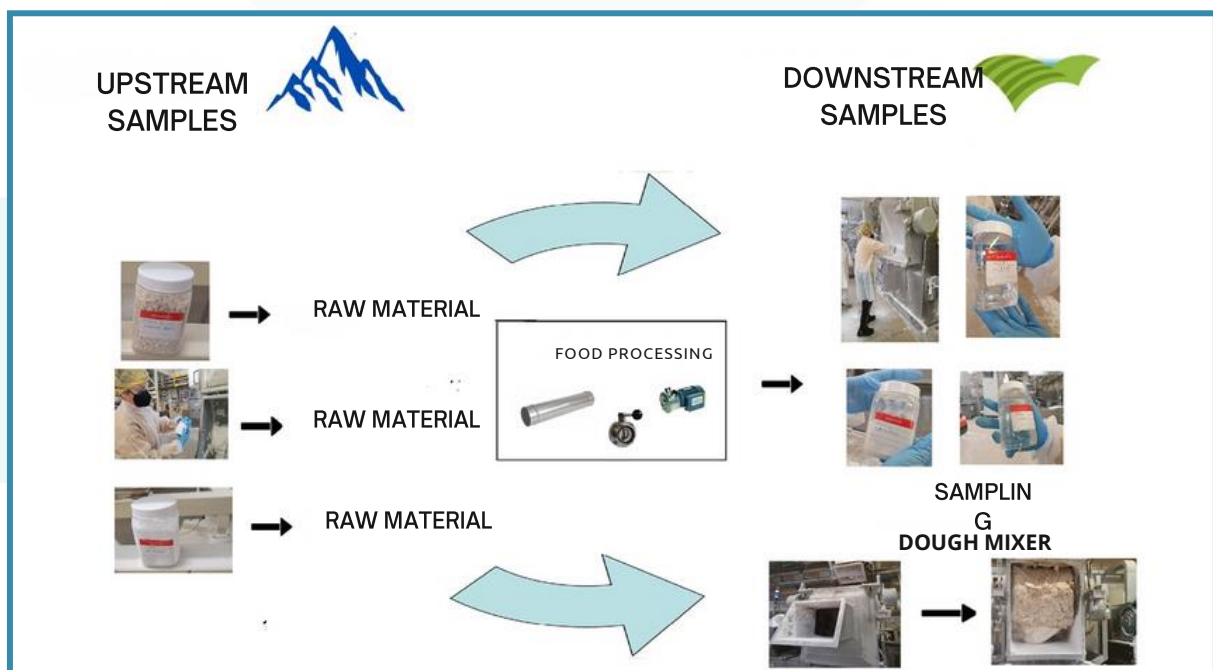 UPSTREAM
SAMPLES
DOWNSTREAM
SAMPLES
RAW MATERIAL
RAW MATERIAL
FOOD PROCESSING
RAW MATERIAL
SAMPLIN
G
DOUGH MIXER